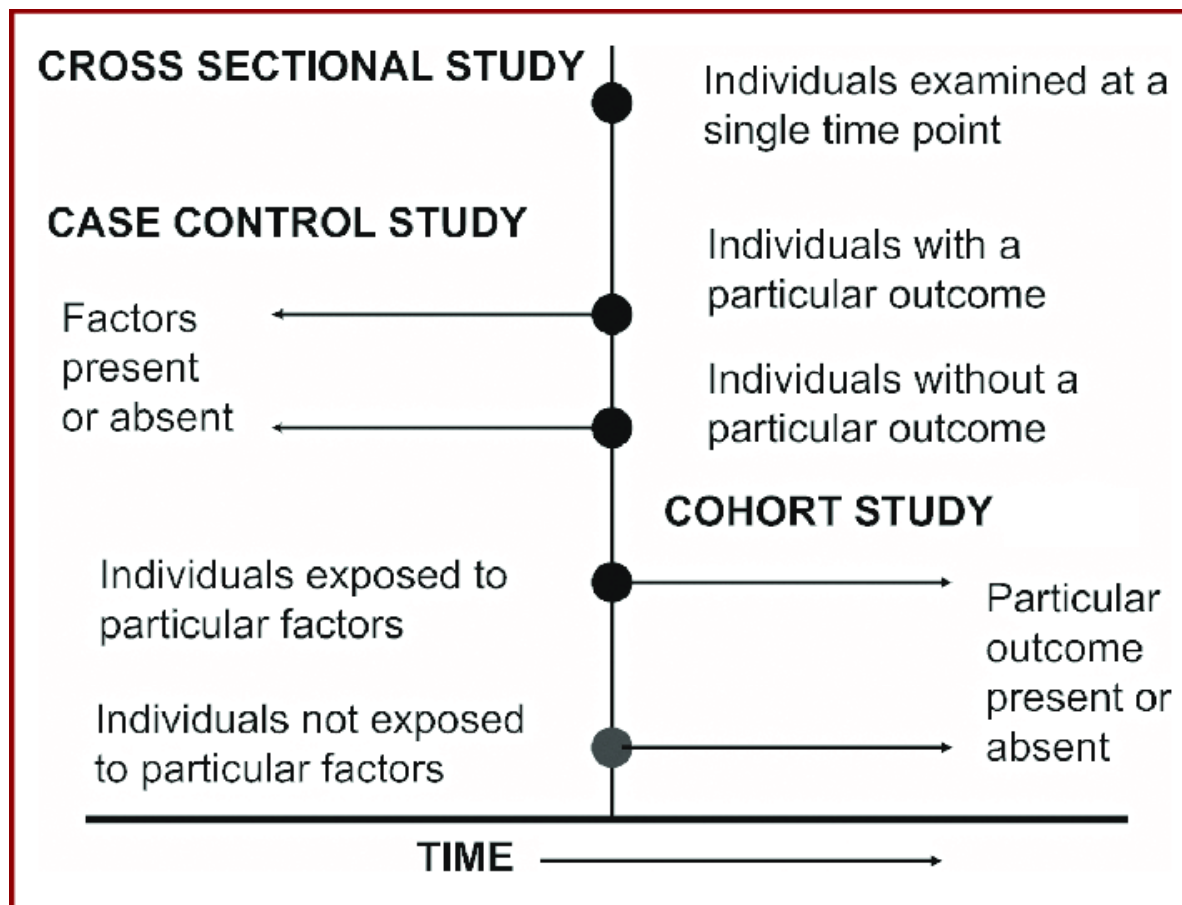 CROSS SECTIONAL STUDY
Individuals examined at a
single time point
CASE CONTROL STUDY
Factors
present
or absent
Individuals with a
particular outcome
Individuals without a
particular outcome
COHORT STUDY
Individuals exposed to
particular factors
Individuals not exposed
to particular factors
Particular
outcome
present or
absent
TIME